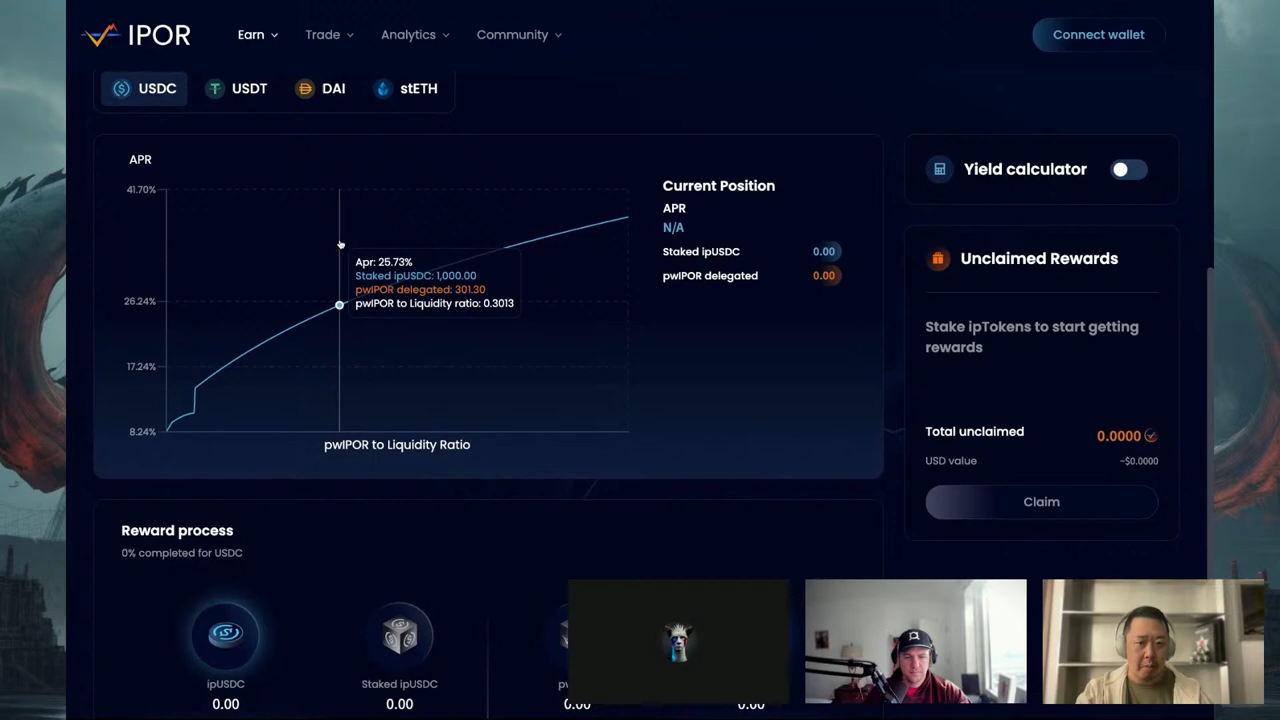 IPOR
Earn
Trade
Analytics
Community
Connect wallet
USDC
USDT
DAI
stETH
APR
41.70%
26.24%
17.24%
8.24%
Apr: 25.73%
Staked ipUSDC: 1,000.00
pwIPOR delegated: 301.30
pwIPOR to Liquidity ratio: 0.3013
pwIPOR to Liquidity Ratio
Current Position
APR
N/A
Staked ipUSDC 0.00
pwIPOR delegated 0.00
Yield calculator
Unclaimed Rewards
Stake ipTokens to start getting
rewards
Total unclaimed 0.0000
USD value ~$0.0000
Claim
Reward process
0% completed for USDC
ipUSDC
0.00
Staked ipUSDC
0.00